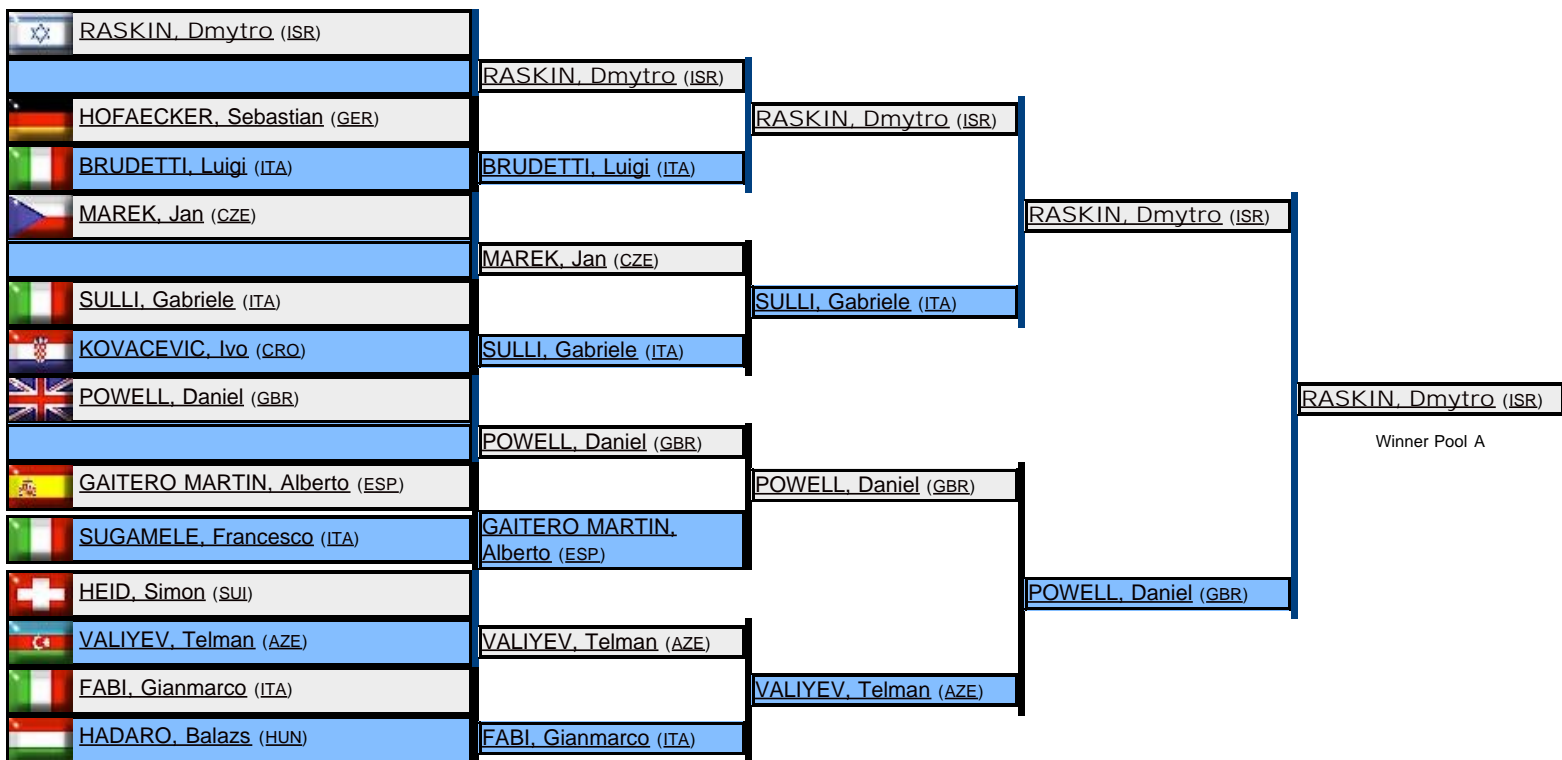 RASKIN, Dmytro (ISR)
HOFAECKER, Sebastian (GER)
BRUDETTI, Luigi (ITA)
MAREK, Jan (CZE)
SULLI, Gabriele (ITA)
KOVACEVIC, Ivo (CRO)
POWELL, Daniel (GBR)
GAITERO MARTIN, Alberto (ESP)
SUGAMELE, Francesco (ITA)
HEID, Simon (SUI)
VALIYEV, Telman (AZE)
FABI, Gianmarco (ITA)
HADARO, Balazs (HUN)
RASKIN, Dmytro (ISR)
BRUDETTI, Luigi (ITA)
MAREK, Jan (CZE)
SULLI, Gabriele (ITA)
POWELL, Daniel (GBR)
GAITERO MARTIN,
Alberto (ESP)
VALIYEV, Telman (AZE)
FABI, Gianmarco (ITA)
RASKIN, Dmytro (ISR)
SULLI, Gabriele (ITA)
POWELL, Daniel (GBR)
VALIYEV, Telman (AZE)
RASKIN, Dmytro (ISR)
POWELL, Daniel (GBR)
RASKIN, Dmytro (ISR)
Winner Pool A